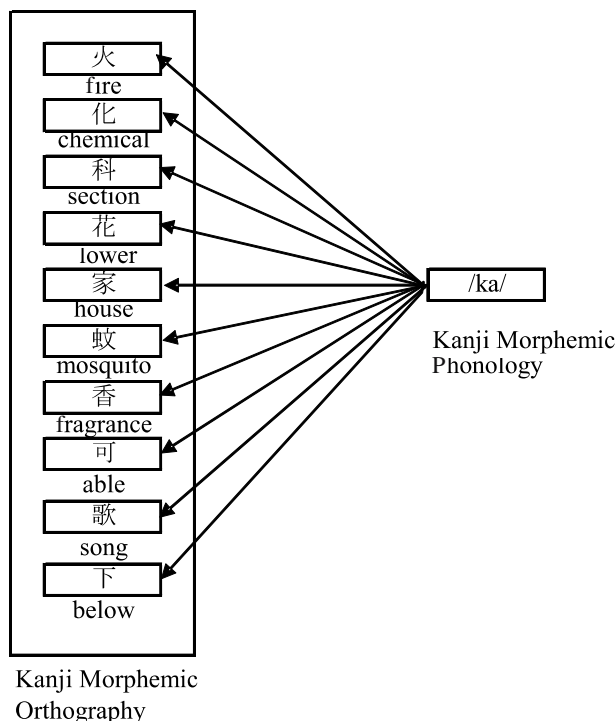 火
fire
化
chemical
科
section
花
lower
家
house
蚊
mosquito
香
fragrance
可
able
歌
song
下
below
/ka/
Kanji Morphemic
Phonology
Kanji Morphemic
Orthography